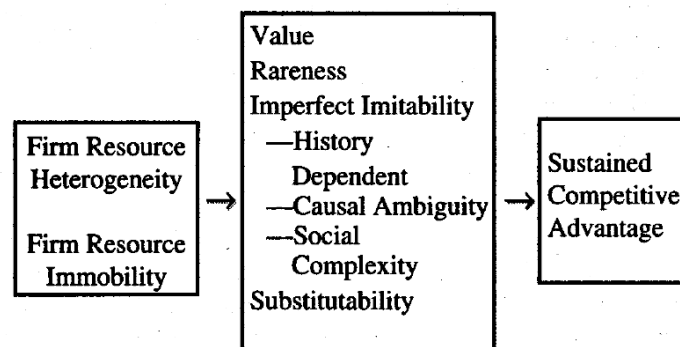 Firm Resource
Heterogeneity
Firm Resource
Immobility
Value
Rareness
Imperfect Imitability
—History
Dependent
—Causal Ambiguity
—Social
Complexity
Substitutability
Sustained
Competitive
Advantage